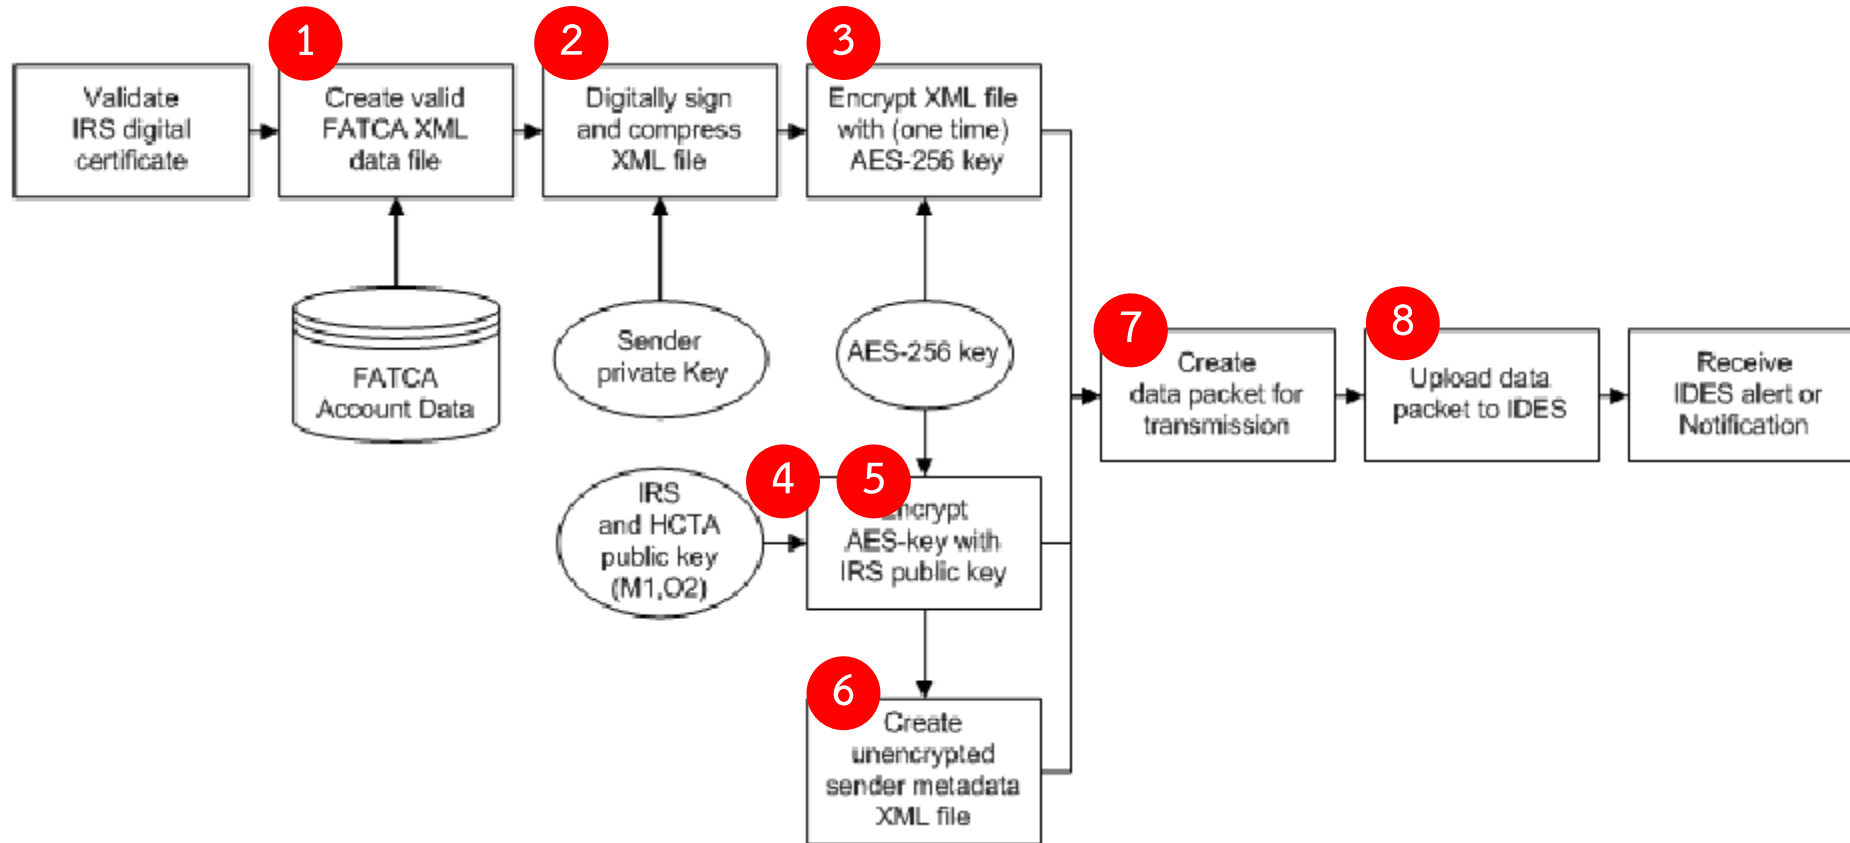 1
2
3
Validate
IRS digital
certificate
Create valid
FATCA XML
data file
Digitally sign
and compress
XML file
Encrypt XML file
with (one time)
AES-256 key
FATCA
Account Data
Sender
private Key
AES-256 key
7
8
Create
data packet for
transmission
Upload data
packet to IDES
Receive
IDES alert or
Notification
4
5
IRS
and HCTA
public key
(M1,O2)
Encrypt
AES-key with
IRS public key
6
Create
unencrypted
sender metadata
XML file